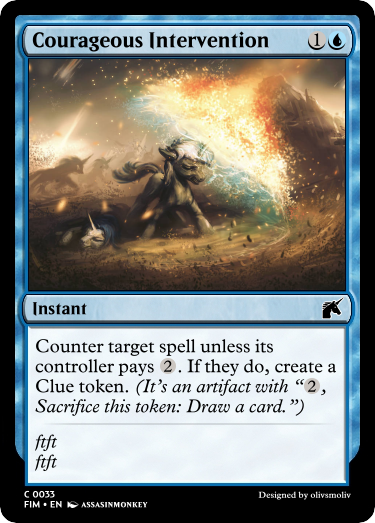 Courageous Intervention 1
Instant
Counter target spell unless its
controller pays 2. If they do, create a
Clue token. (It's an artifact with “2,
Sacrifice this token: Draw a card.”)
ftft
ftft
C 0033
Designed by olivsmoliv
FIM • EN ASSASINMONKEY